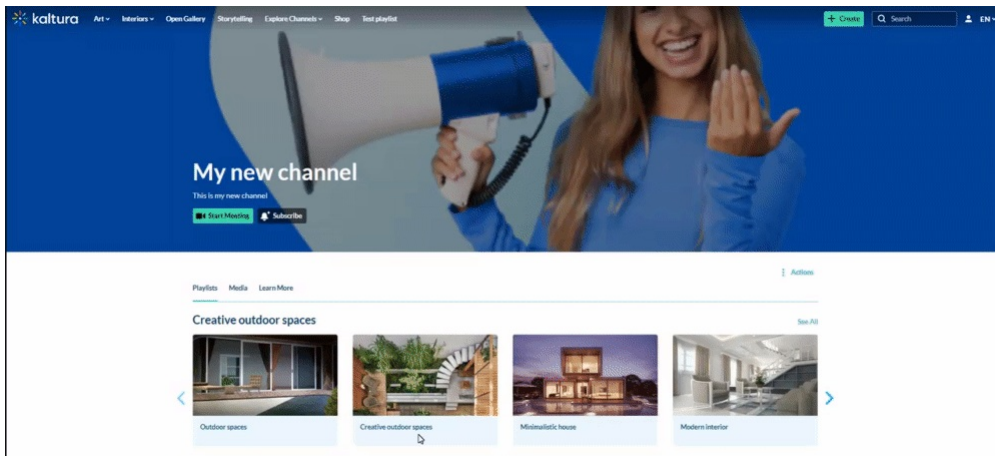 kaltura Art Interiors Open Gallery Storytelling Explore Channels Shop Test playlist + Create Search EN
My new channel
This is my new channel
Start Meeting Subscribe
Actions
Playlists Media Learn More
Creative outdoor spaces See All
Outdoor spaces Creative outdoor spaces Minimalistic house Modern interior